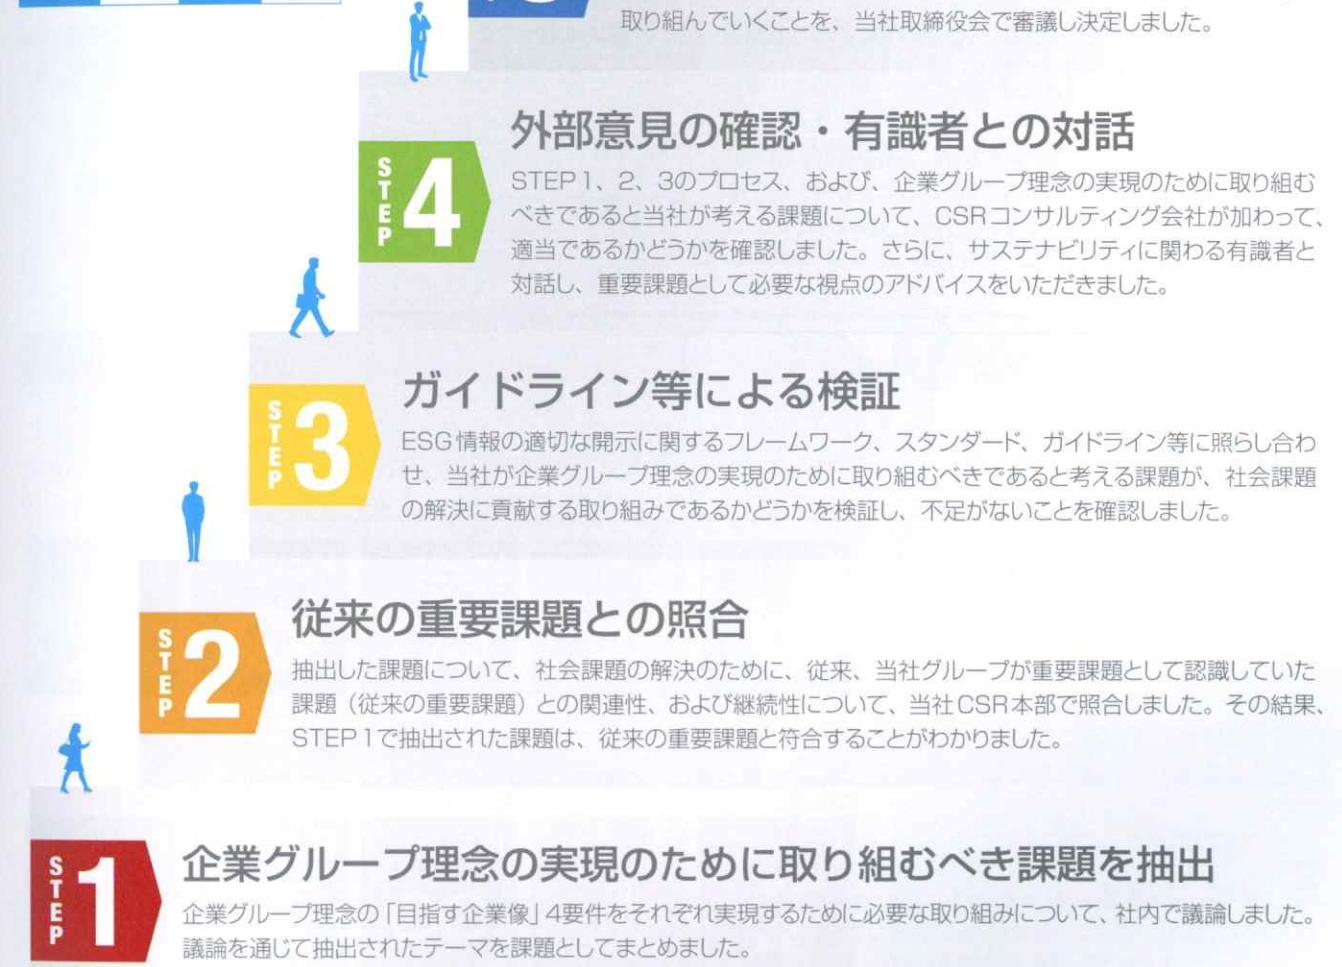 取り組んでいくことを、当社取締役会で審議し決定しました。
STEP 4
外部意見の確認・有識者との対話
STEP 1、2、3のプロセス、および、企業グループ理念の実現のために取り組む
べきであると当社が考える課題について、CSRコンサルティング会社が加わって、
適当であるかどうかを確認しました。さらに、サステナビリティに関わる有識者と
対話し、重要課題として必要な視点のアドバイスをいただきました。
STEP 3
ガイドライン等による検証
ESG情報の適切な開示に関するフレームワーク、スタンダード、ガイドライン等に照らし合わ
せ、当社が企業グループ理念の実現のために取り組むべきであると考える課題が、社会課題
の解決に貢献する取り組みであるかどうかを検証し、不足がないことを確認しました。
STEP 2
従来の重要課題との照合
抽出した課題について、社会課題の解決のために、従来、当社グループが重要課題として認識していた
課題（従来の重要課題）との関連性、および継続性について、当社CSR本部で照合しました。その結果、
STEP 1で抽出された課題は、従来の重要課題と符合することがわかりました。
STEP 1
企業グループ理念の実現のために取り組むべき課題を抽出
企業グループ理念の「目指す企業像」4要件をそれぞれ実現するために必要な取り組みについて、社内で議論しました。
議論を通じて抽出されたテーマを課題としてまとめました。